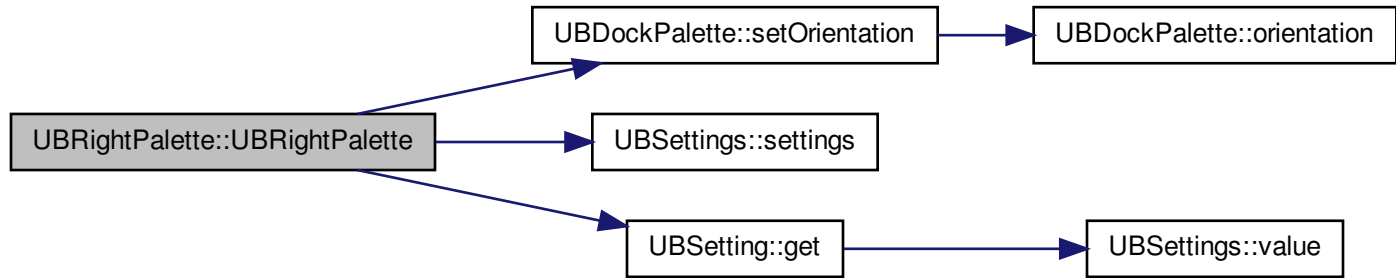 UBDockPalette::setOrientation
UBDockPalette::orientation
UBRightPalette::UBRightPalette
UBSettings::settings
UBSetting::get
UBSettings::value